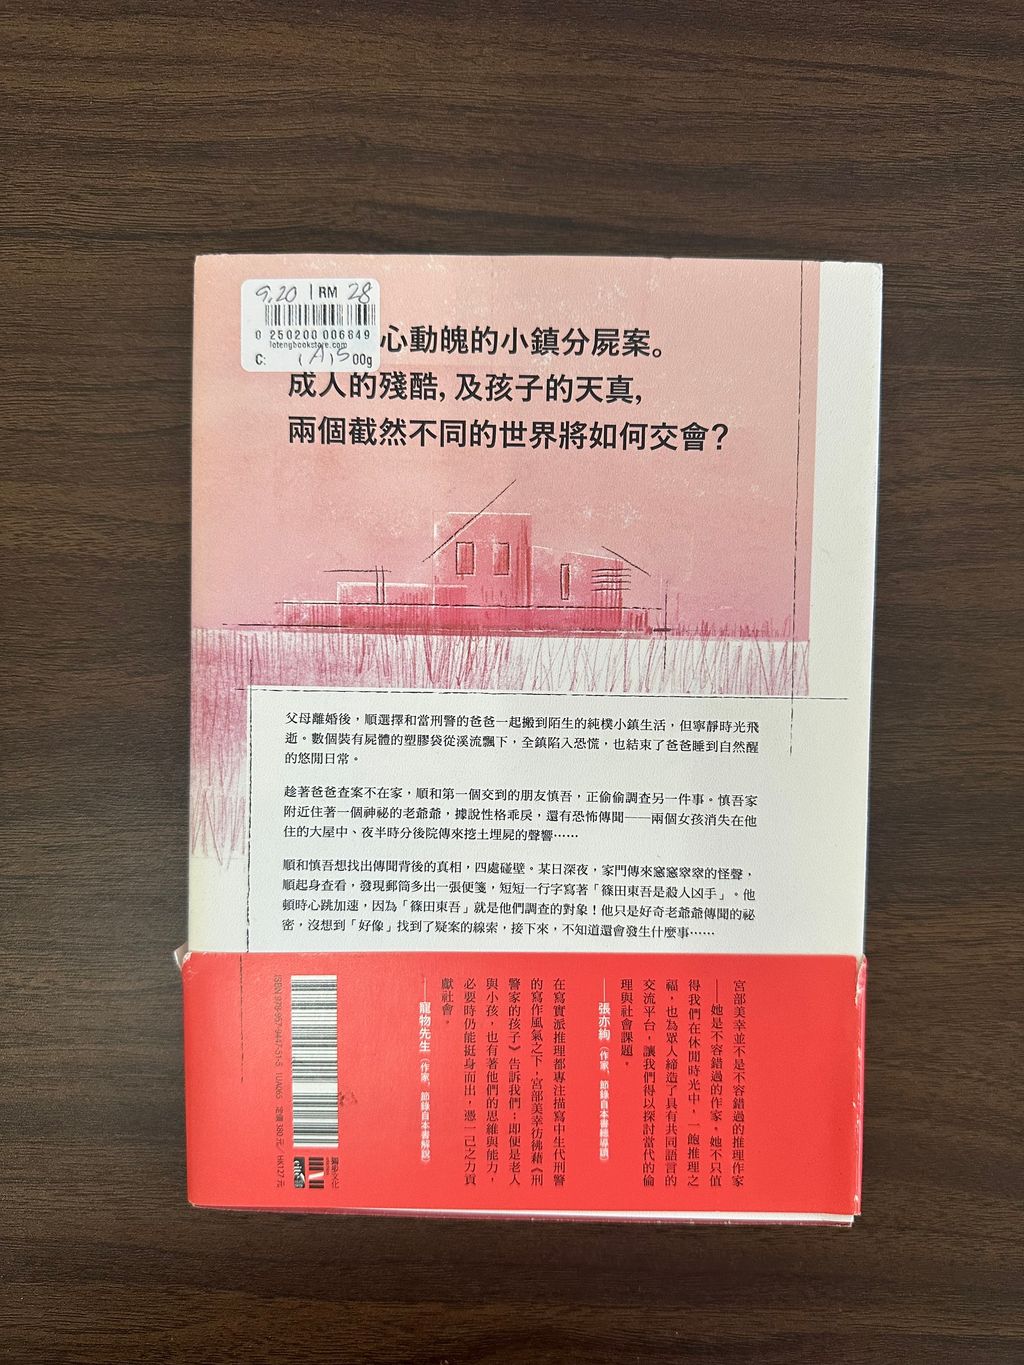 9.20 | RM 28
0 250200 006849
latengbookstore.com
C: (A) S 00g
心動魄的小鎮分屍案。
成人的殘酷,及孩子的天真,
兩個截然不同的世界將如何交會?
父母離婚後,順選擇和當刑警的爸爸一起搬到陌生的純樸小鎮生活,但寧靜時光飛
逝。數個裝有屍體的塑膠袋從溪流飄下,全鎮陷入恐慌,也結束了爸爸睡到自然醒
的悠閒日常。
趁著爸爸查案不在家,順和第一個交到的朋友慎吾,正偷偷調查另一件事。慎吾家
附近住著一個神祕的老爺爺,據說性格乖戾,還有恐怖傳聞——兩個女孩消失在他
住的大屋中、夜半時分後院傳來挖土埋屍的聲響……
順和慎吾想找出傳聞背後的真相,四處碰壁。某日深夜,家門傳來窸窸窣窣的怪聲,
順起身查看,發現郵筒多出一張便箋,短短一行字寫著「篠田東吾是殺人凶手」。他
頓時心跳加速,因為「篠田東吾」就是他們調查的對象!他只是好奇老爺爺傳聞的祕
密,沒想到「好像」找到了疑案的線索,接下來,不知道還會發生什麼事……
宮部美幸並不是不容錯過的推理作家
——她是不容錯過的作家。她不只值
得我們在休閒時光中,一飽推理之
福,也為眾人締造了具有共同語言的
交流平台,讓我們得以探討當代的倫
理與社會課題。
——張亦絢(作家,節錄自本書總導讀)
在寫實派推理都專注描寫中生代刑警
的寫作風氣之下,宮部美幸彷彿藉《刑
警家的孩子》告訴我們:即便是老人
與小孩,也有著他們的思維與能力,
必要時仍能挺身而出,憑一己之力貢
獻社會。
——寵物先生(作家,節錄自本書解說)
獨步文化
cité
定價380元 HK127元